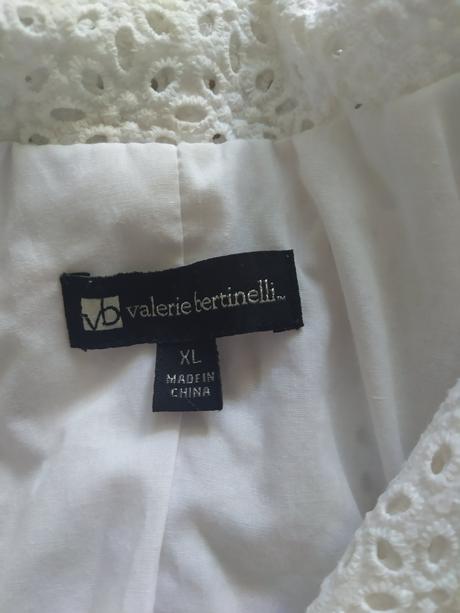 vb valerie bertinelli™
XL
MADE IN
CHINA